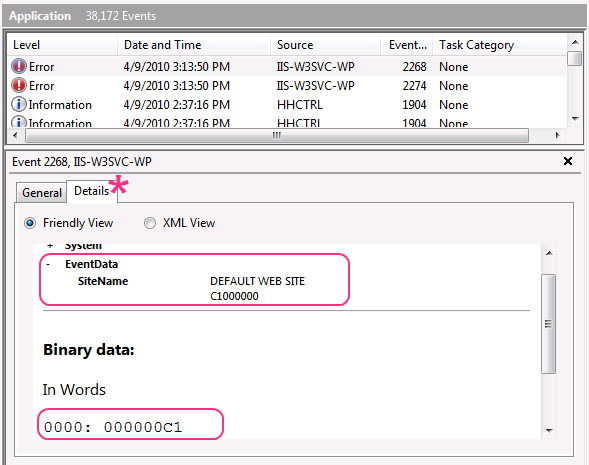 Application 38,172 Events
Level Date and Time Source Event... Task Category
Error 4/9/2010 3:13:50 PM IIS-W3SVC-WP 2268 None
Error 4/9/2010 3:13:50 PM IIS-W3SVC-WP 2274 None
Information 4/9/2010 2:37:16 PM HHCTRL 1904 None
Information 4/9/2010 2:37:16 PM HHCTRL 1904 None
Event 2268, IIS-W3SVC-WP
General Details *
Friendly View XML View
+ System
- EventData
SiteName DEFAULT WEB SITE
C1000000
Binary data:
In Words
0000: 000000C1